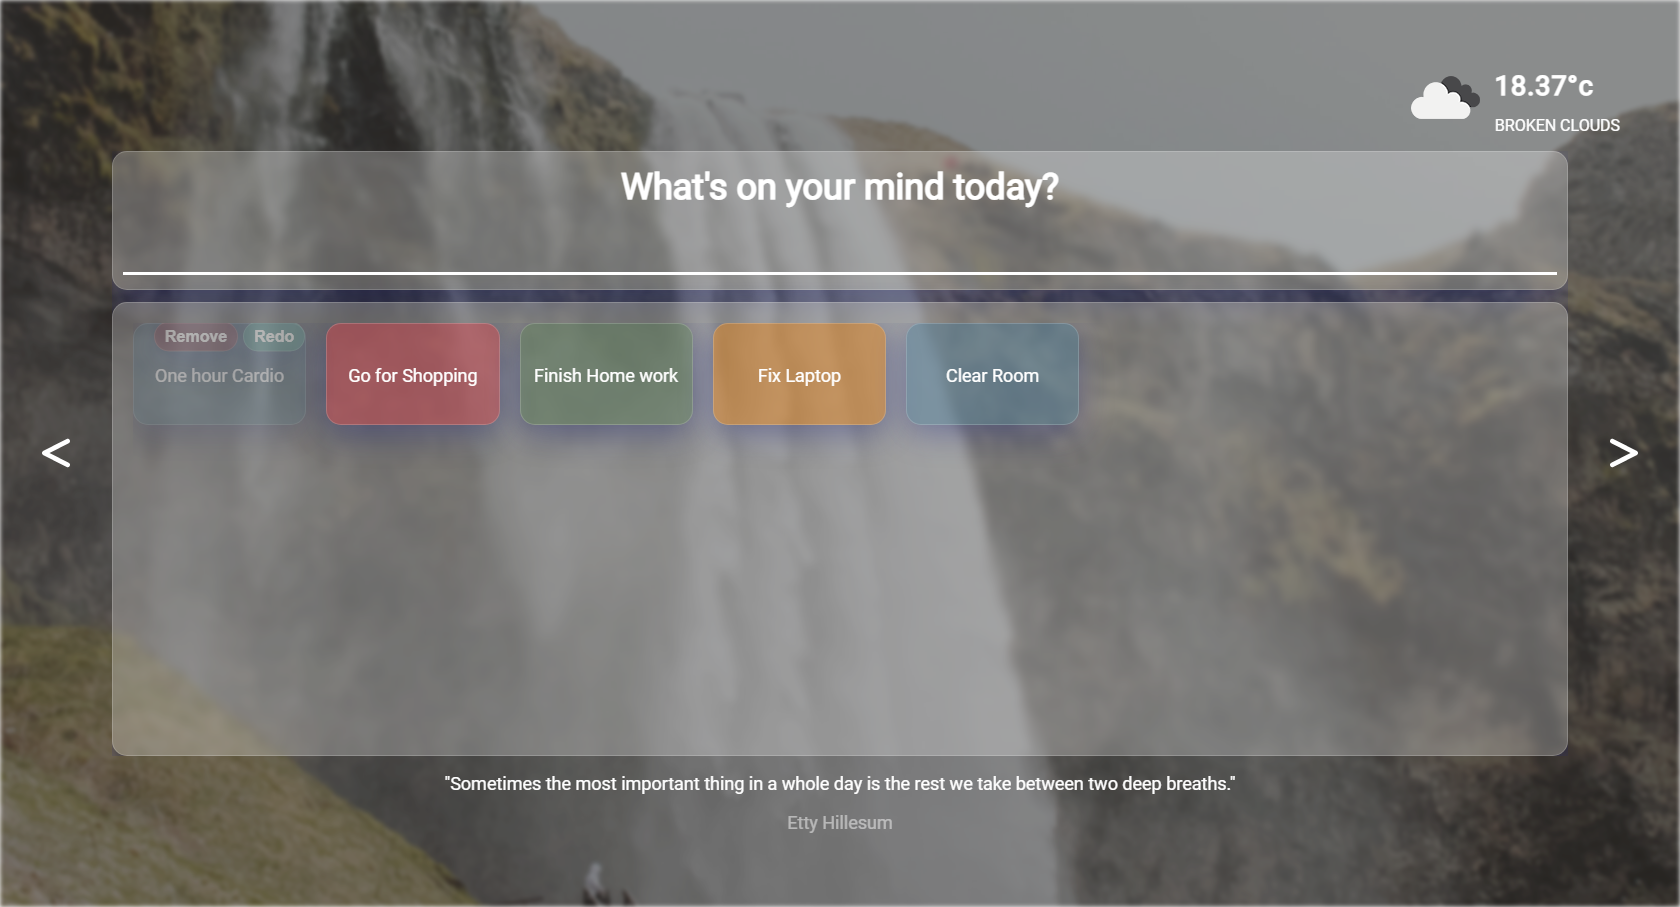 18.37°c
BROKEN CLOUDS
What's on your mind today?
Remove Redo
One hour Cardio
Go for Shopping
Finish Home work
Fix Laptop
Clear Room
<
>
"Sometimes the most important thing in a whole day is the rest we take between two deep breaths."
Etty Hillesum